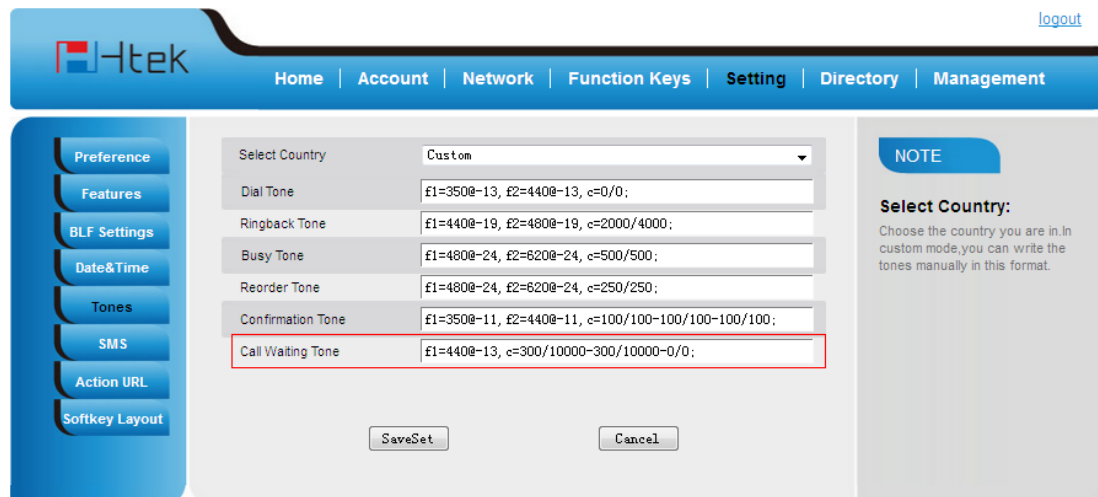 logout
Htek
Home | Account | Network | Function Keys | Setting | Directory | Management
Preference
Features
BLF Settings
Date&Time
Tones
SMS
Action URL
Softkey Layout
Select Country Custom
Dial Tone f1=350@-13, f2=440@-13, c=0/0;
Ringback Tone f1=440@-19, f2=480@-19, c=2000/4000;
Busy Tone f1=480@-24, f2=620@-24, c=500/500;
Reorder Tone f1=480@-24, f2=620@-24, c=250/250;
Confirmation Tone f1=350@-11, f2=440@-11, c=100/100-100/100-100/100;
Call Waiting Tone f1=440@-13, c=300/10000-300/10000-0/0;
SaveSet Cancel
NOTE
Select Country:
Choose the country you are in.In
custom mode,you can write the
tones manually in this format.